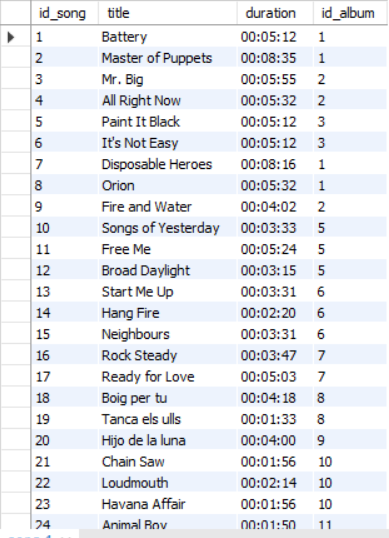 id_song title duration id_album
1 Battery 00:05:12 1
2 Master of Puppets 00:08:35 1
3 Mr. Big 00:05:55 2
4 All Right Now 00:05:32 2
5 Paint It Black 00:05:12 3
6 It's Not Easy 00:05:12 3
7 Disposable Heroes 00:08:16 1
8 Orion 00:05:32 1
9 Fire and Water 00:04:02 2
10 Songs of Yesterday 00:03:33 5
11 Free Me 00:05:24 5
12 Broad Daylight 00:03:15 5
13 Start Me Up 00:03:31 6
14 Hang Fire 00:02:20 6
15 Neighbours 00:03:31 6
16 Rock Steady 00:03:47 7
17 Ready for Love 00:05:03 7
18 Boig per tu 00:04:18 8
19 Tanca els ulls 00:01:33 8
20 Hijo de la luna 00:04:00 9
21 Chain Saw 00:01:56 10
22 Loudmouth 00:02:14 10
23 Havana Affair 00:01:56 10
24 Animal Boy 00:01:50 11